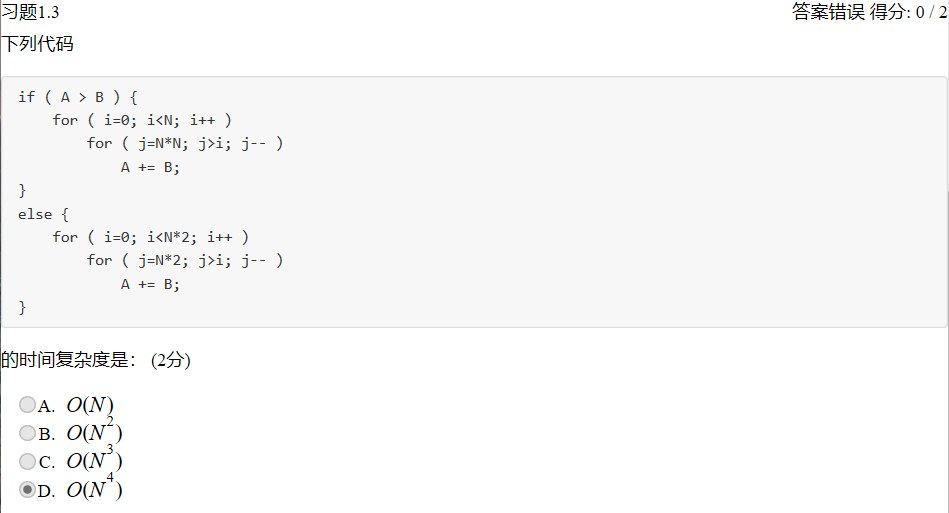 习题1.3 答案错误 得分: 0 / 2
下列代码
if ( A > B ) {
    for ( i=0; i<N; i++ )
        for ( j=N*N; j>i; j-- )
            A += B;
}
else {
    for ( i=0; i<N*2; i++ )
        for ( j=N*2; j>i; j-- )
            A += B;
}
的时间复杂度是： (2分)
A. O(N)
B. O(N²)
C. O(N³)
D. O(N⁴)